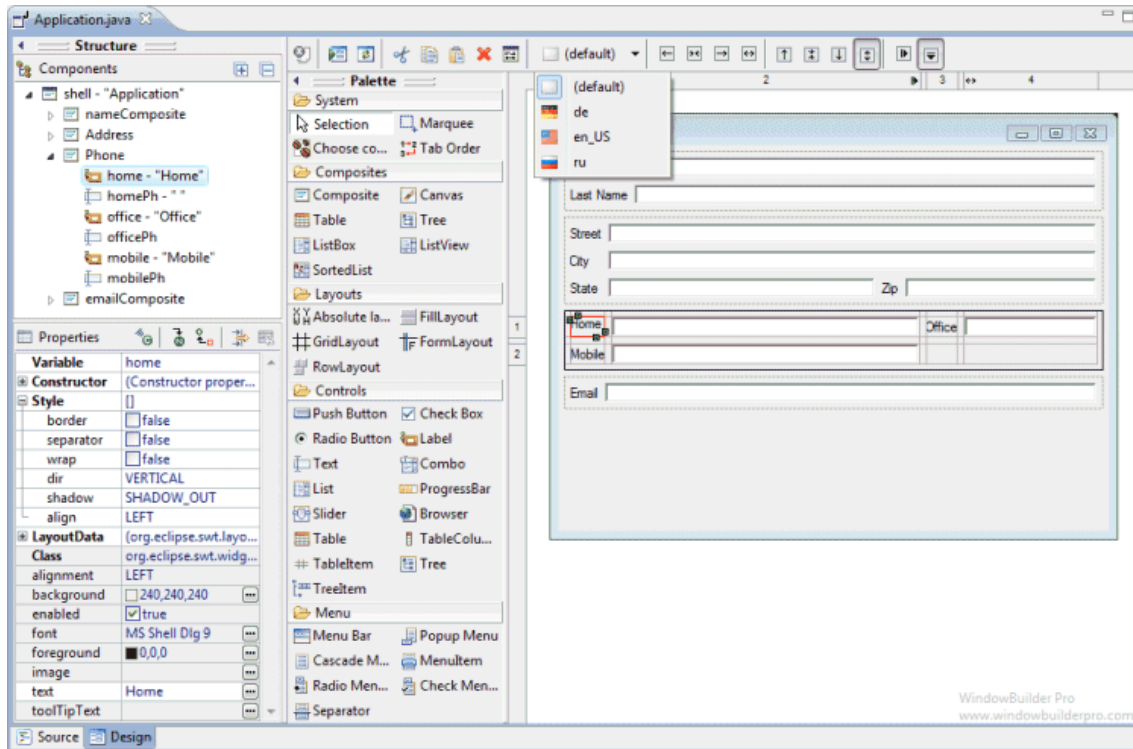 Application.java
Structure
Components
shell - "Application"
nameComposite
Address
Phone
home - "Home"
homePh - " "
office - "Office"
officePh
mobile - "Mobile"
mobilePh
emailComposite
Properties
Variable home
Constructor (Constructor proper...
Style []
border false
separator false
wrap false
dir VERTICAL
shadow SHADOW_OUT
align LEFT
LayoutData (org.eclipse.swt.layo...
Class org.eclipse.swt.widg...
alignment LEFT
background 240,240,240
enabled true
font MS Shell Dlg 9
foreground 0,0,0
image
text Home
toolTipText
Source Design
Palette
System
Selection Marquee
Choose co... Tab Order
Composites
Composite Canvas
Table Tree
ListBox ListView
SortedList
Layouts
Absolute la... FillLayout
GridLayout FormLayout
RowLayout
Controls
Push Button Check Box
Radio Button Label
Text Combo
List ProgressBar
Slider Browser
Table TableColu...
TableItem Tree
TreeItem
Menu
Menu Bar Popup Menu
Cascade M... MenuItem
Radio Men... Check Men...
Separator
(default)
(default)
de
en_US
ru
2 3 4
1
2
Last Name
Street
City
State Zip
Home Office
Mobile
Email
WindowBuilder Pro
www.windowbuilderpro.com